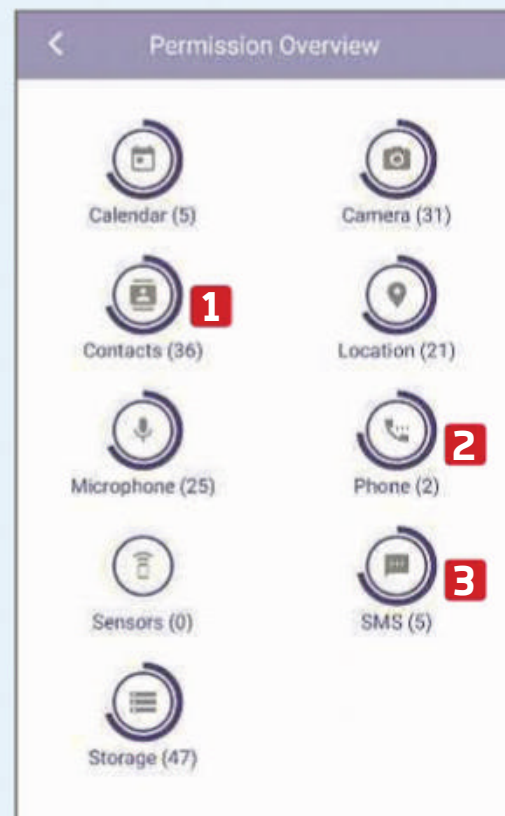 Permission Overview
Calendar (5)
Camera (31)
1
Contacts (36)
Location (21)
2
Microphone (25)
Phone (2)
3
Sensors (0)
SMS (5)
Storage (47)